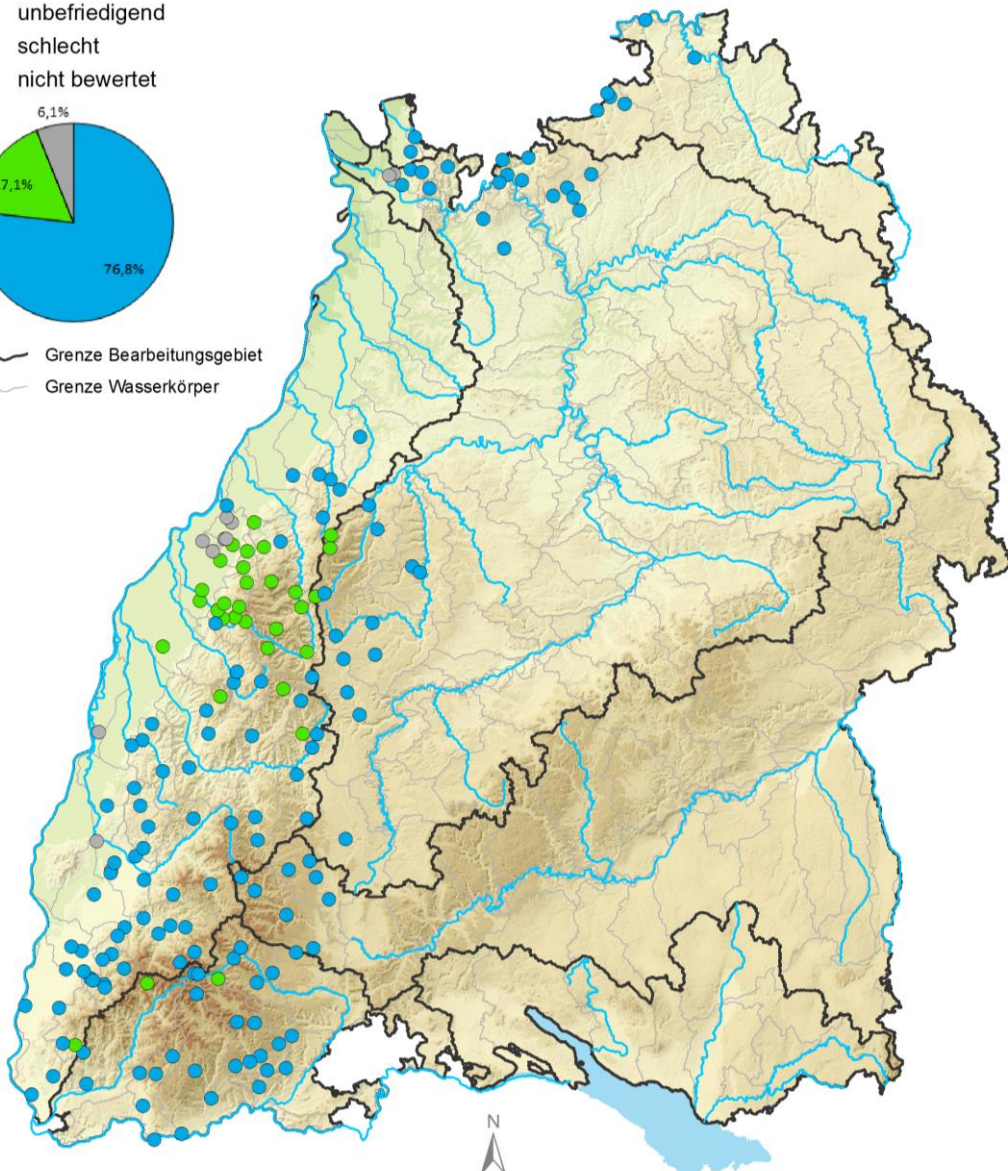 unbefriedigend
schlecht
nicht bewertet
6,1%
7,1%
76,8%
Grenze Bearbeitungsgebiet
Grenze Wasserkörper
N